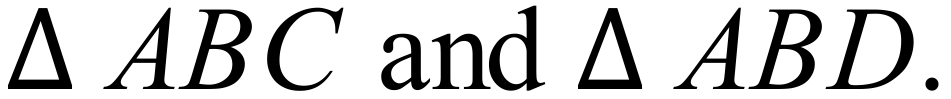 Δ ABC and Δ ABD.